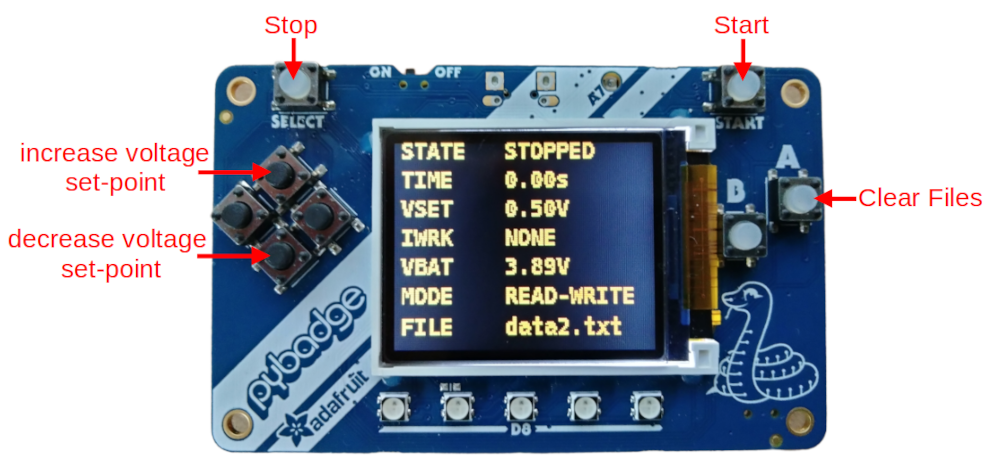 Stop
Start
ON OFF
A7
SELECT
START
increase voltage
set-point
decrease voltage
set-point
A
B
Clear Files
STATE STOPPED
TIME 0.00s
VSET 0.50V
IWRK NONE
VBAT 3.89V
MODE READ-WRITE
FILE data2.txt
pybadge
adafruit
D8